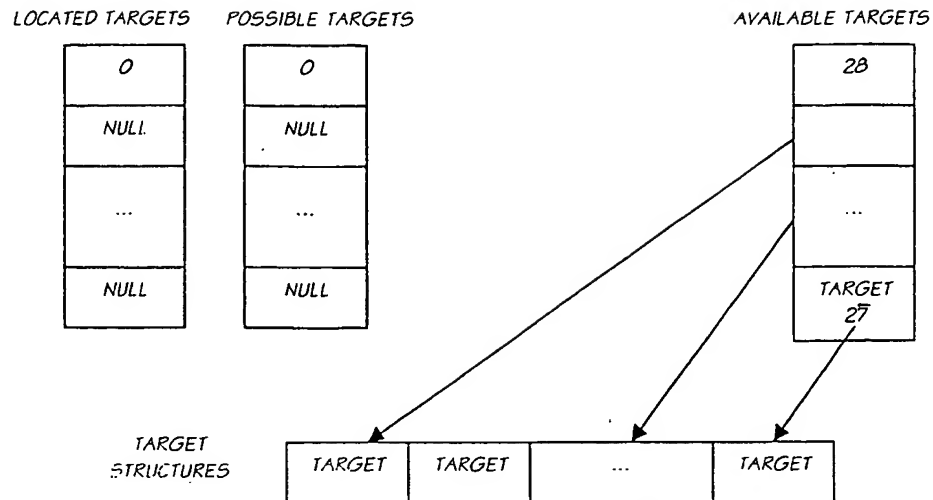 LOCATED TARGETS
POSSIBLE TARGETS
AVAILABLE TARGETS
0
0
28
NULL
NULL
...
...
...
NULL
NULL
TARGET
27
TARGET
STRUCTURES
TARGET
TARGET
...
TARGET